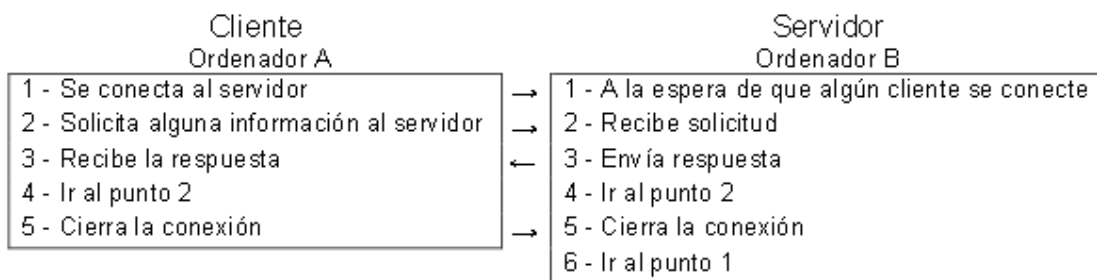 Cliente
Ordenador A
1 - Se conecta al servidor
2 - Solicita alguna información al servidor
3 - Recibe la respuesta
4 - Ir al punto 2
5 - Cierra la conexión
Servidor
Ordenador B
1 - A la espera de que algún cliente se conecte
2 - Recibe solicitud
3 - Envía respuesta
4 - Ir al punto 2
5 - Cierra la conexión
6 - Ir al punto 1